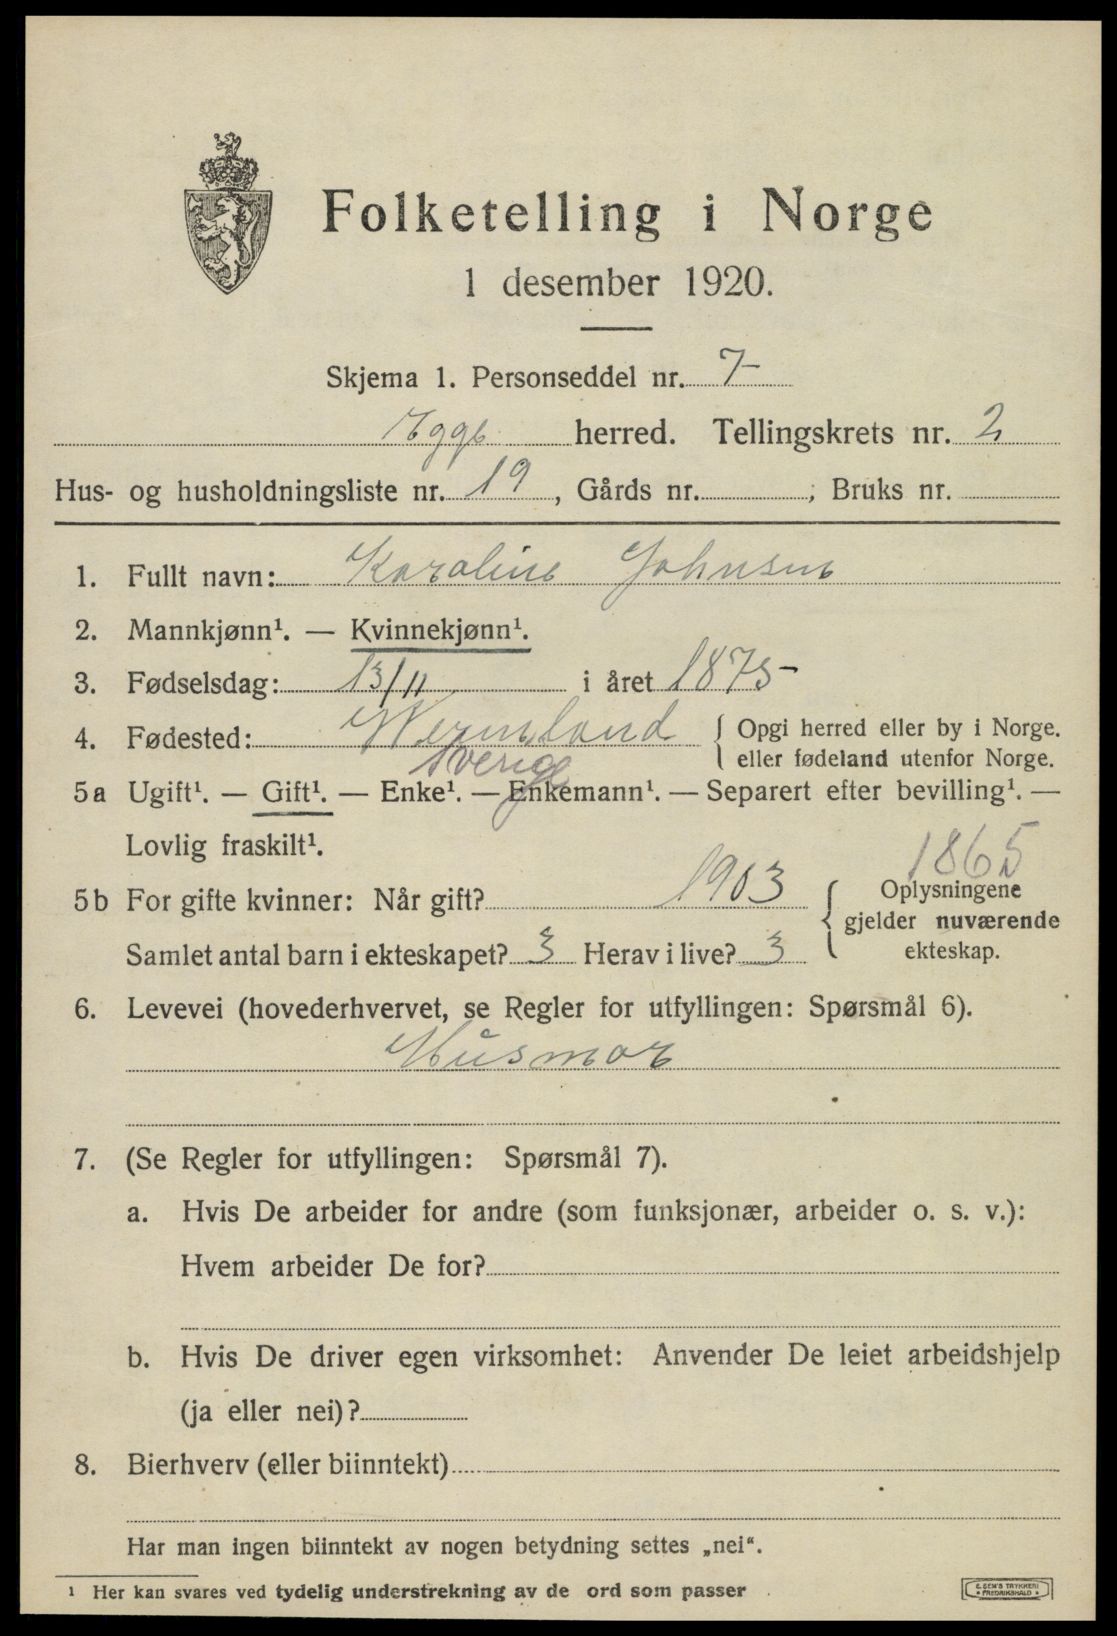 Folketelling i Norge
1 desember 1920.
Skjema 1. Personseddel nr. 7
Egge herred. Tellingskrets nr. 2
Hus- og husholdningsliste nr. 19, Gårds nr. ; Bruks nr.
1. Fullt navn: Karoline Johnsen
2. Mannkjønn¹. — Kvinnekjønn¹.
3. Fødselsdag: 13/11 i året 1875
4. Fødested: Wermland { Opgi herred eller by i Norge.
Sverige eller fødeland utenfor Norge.
5a Ugift¹. — Gift¹. — Enke¹. — Enkemann¹. — Separert efter bevilling¹. —
Lovlig fraskilt¹.
1865
5b For gifte kvinner: Når gift? 1903 { Oplysningene
gjelder nuværende
Samlet antal barn i ekteskapet? 3 Herav i live? 3 ekteskap.
6. Levevei (hovederhvervet, se Regler for utfyllingen: Spørsmål 6).
Husmor
7. (Se Regler for utfyllingen: Spørsmål 7).
a. Hvis De arbeider for andre (som funksjonær, arbeider o. s. v.):
Hvem arbeider De for?
b. Hvis De driver egen virksomhet: Anvender De leiet arbeidshjelp
(ja eller nei)?
8. Bierhverv (eller biinntekt)
Har man ingen biinntekt av nogen betydning settes „nei“.
¹ Her kan svares ved tydelig understrekning av de ord som passer
E. SEM'S TRYKKERI
FREDRIKSHALD